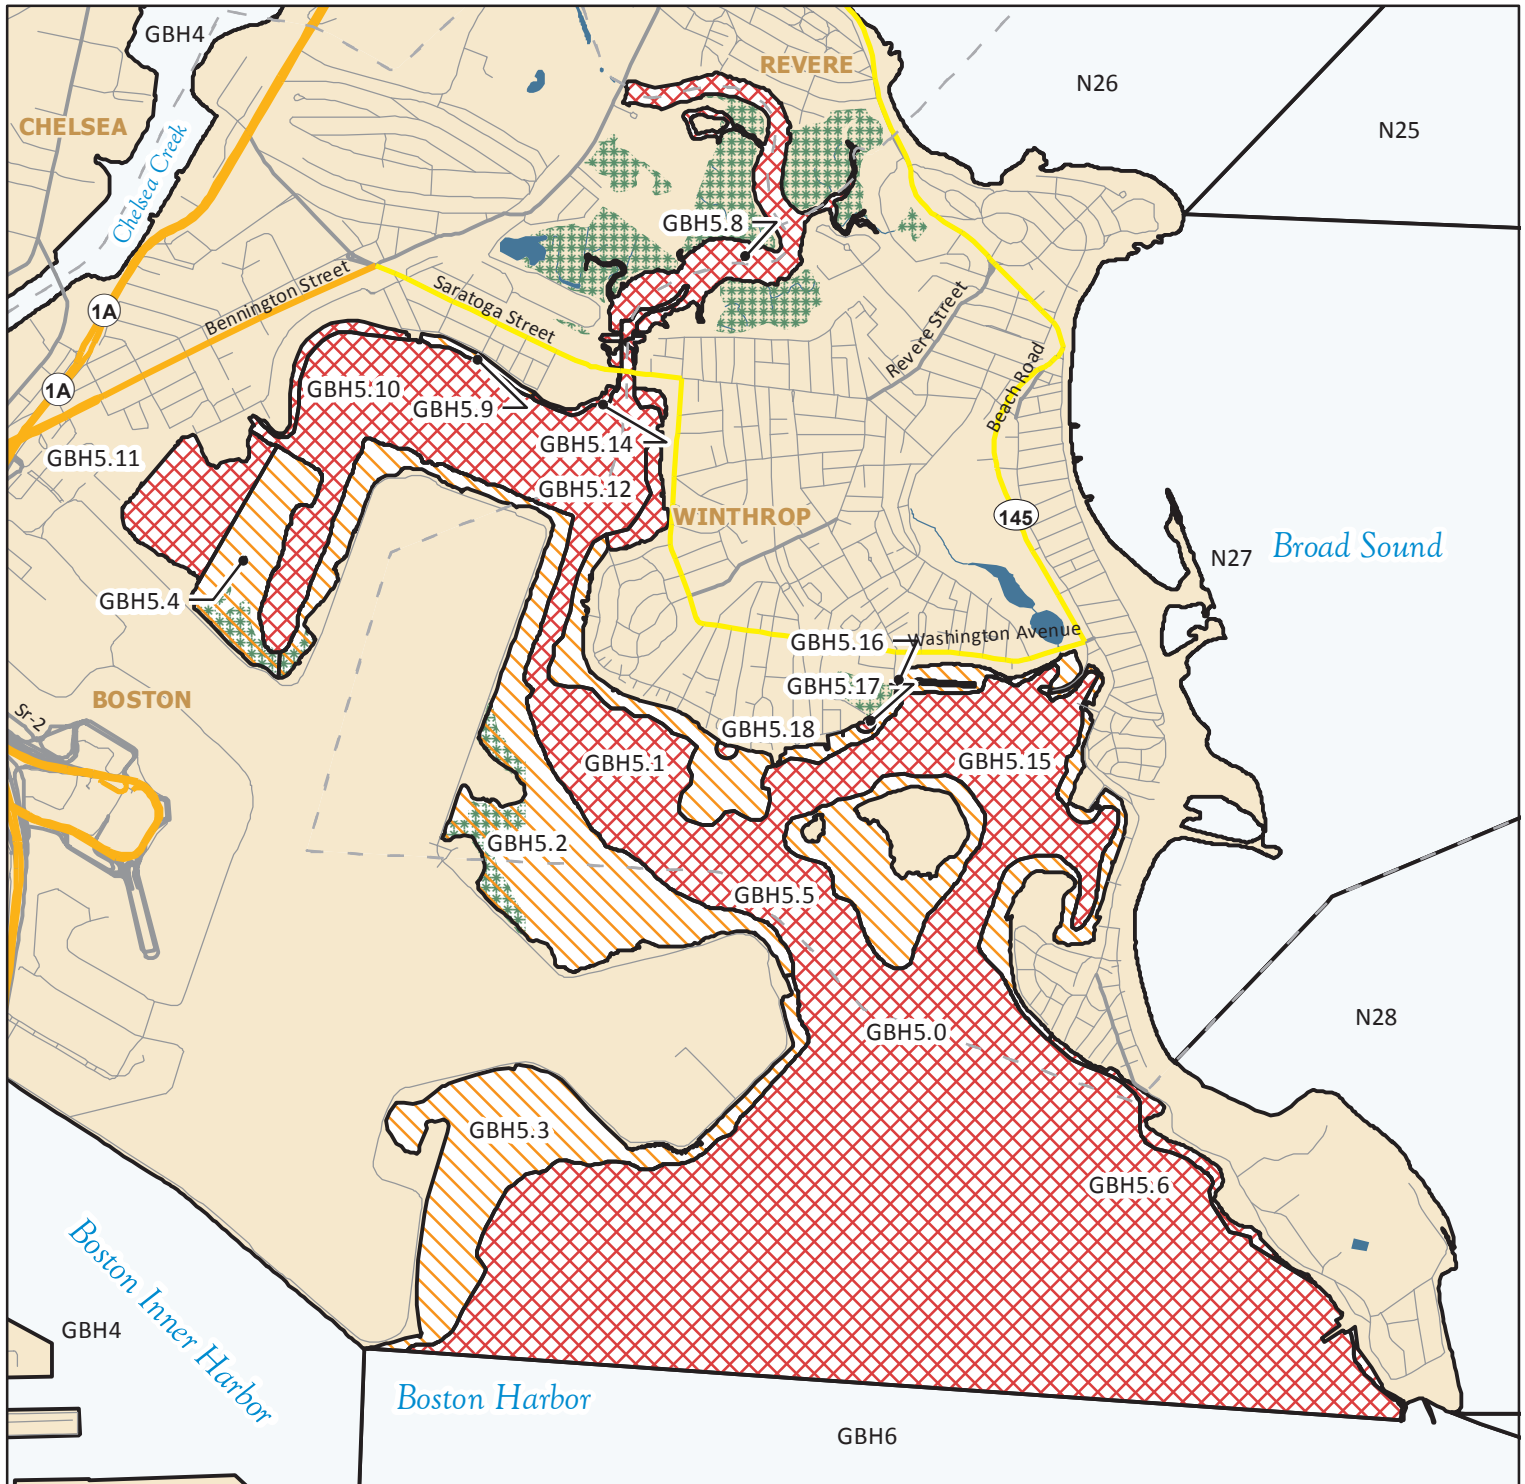 GBH4
REVERE
N26
CHELSEA
N25
Chelsea Creek
GBH5.8
1A
Bennington Street
Saratoga Street
Revere Street
Beach Road
1A
GBH5.10
GBH5.9
GBH5.14
GBH5.11
GBH5.12
WINTHROP
145
N27
Broad Sound
GBH5.4
GBH5.16
Washington Avenue
GBH5.17
BOSTON
Sr-2
GBH5.18
GBH5.1
GBH5.15
GBH5.2
GBH5.5
N28
GBH5.0
GBH5.3
GBH5.6
Boston Inner Harbor
GBH4
Boston Harbor
GBH6